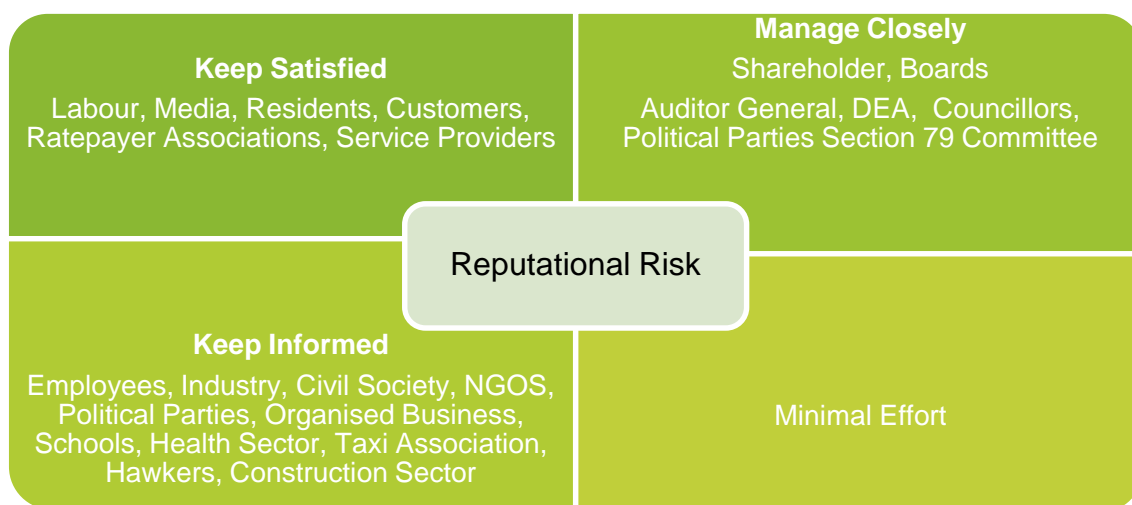 Keep Satisfied
Labour, Media, Residents, Customers,
Ratepayer Associations, Service Providers
Manage Closely
Shareholder, Boards
Auditor General, DEA, Councillors,
Political Parties Section 79 Committee
Reputational Risk
Keep Informed
Employees, Industry, Civil Society, NGOS,
Political Parties, Organised Business,
Schools, Health Sector, Taxi Association,
Hawkers, Construction Sector
Minimal Effort